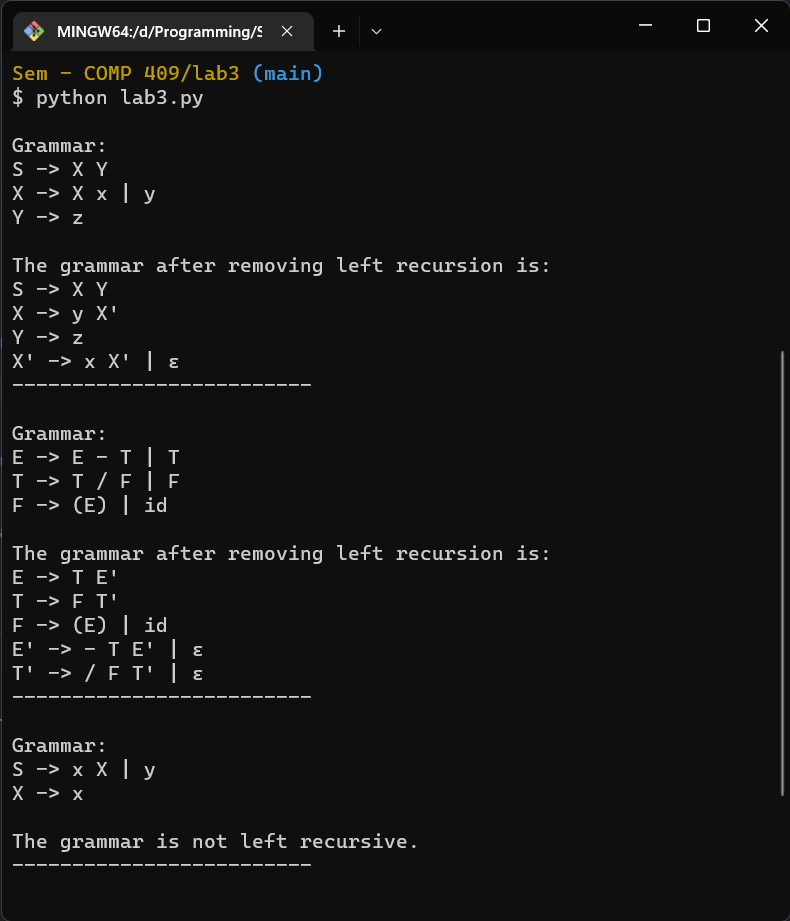 MINGW64:/d/Programming/S
Sem - COMP 409/lab3 (main)
$ python lab3.py
Grammar:
S -> X Y
X -> X x | y
Y -> z
The grammar after removing left recursion is:
S -> X Y
X -> y X'
Y -> z
X' -> x X' | ε
-------------------------
Grammar:
E -> E - T | T
T -> T / F | F
F -> (E) | id
The grammar after removing left recursion is:
E -> T E'
T -> F T'
F -> (E) | id
E' -> - T E' | ε
T' -> / F T' | ε
-------------------------
Grammar:
S -> x X | y
X -> x
The grammar is not left recursive.
-------------------------